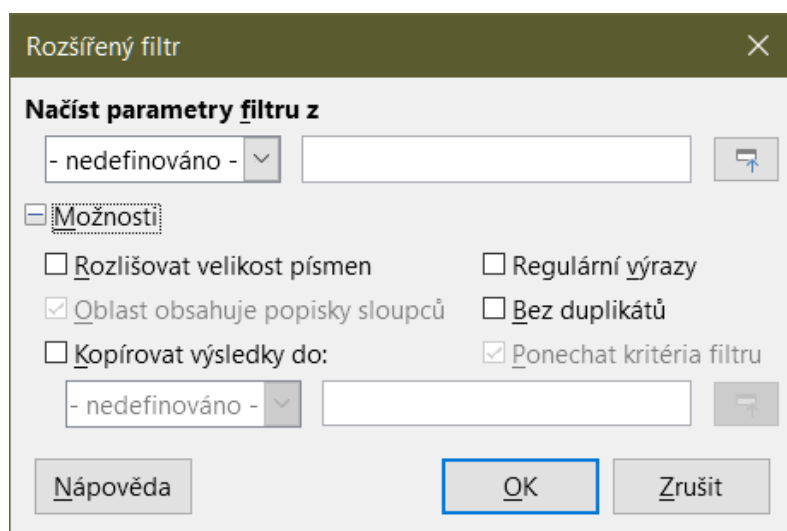 Rozšířený filtr
Načíst parametry filtru z
- nedefinováno -
Možnosti
Rozlišovat velikost písmen
Regulární výrazy
Oblast obsahuje popisky sloupců
Bez duplikátů
Kopírovat výsledky do:
Ponechat kritéria filtru
- nedefinováno -
Nápověda
OK
Zrušit